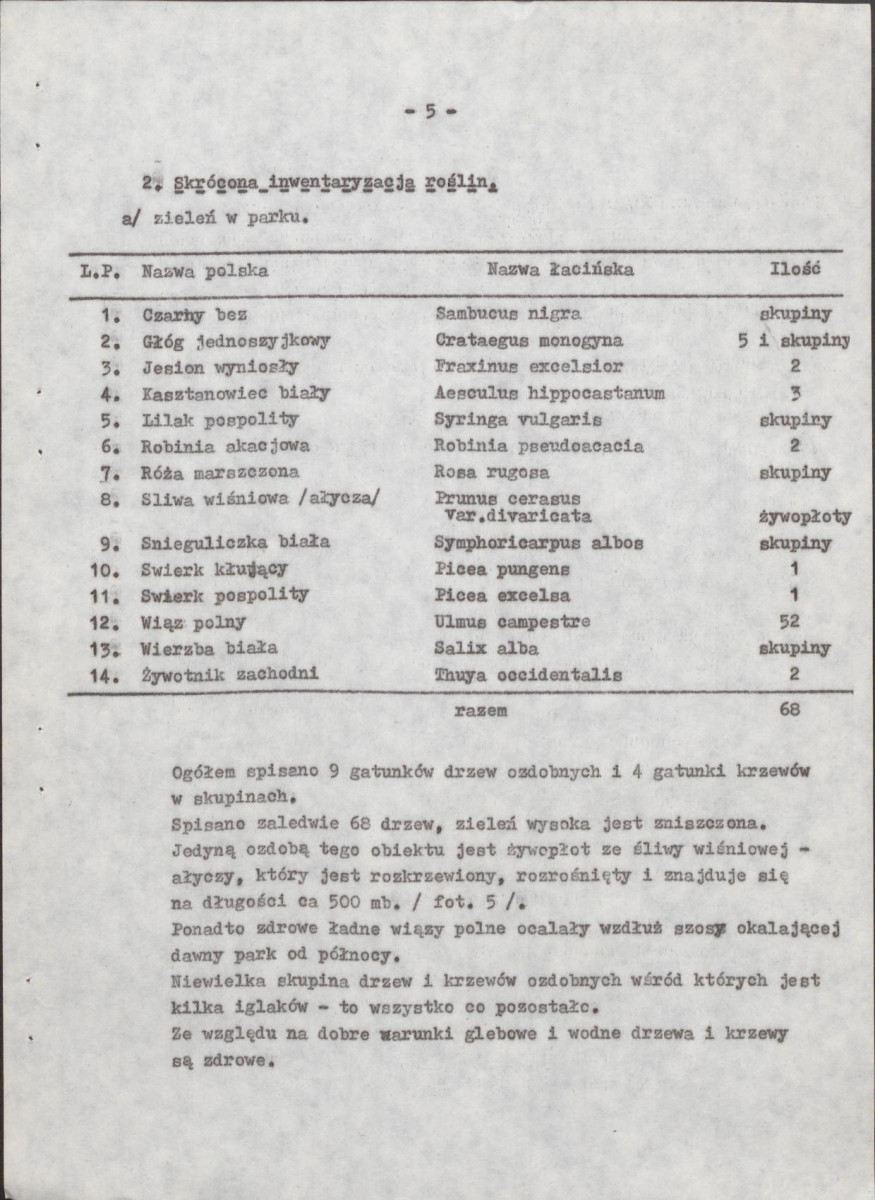 - 5 -
2. Skrócona inwentaryzacja roślin.
a/ zieleń w parku.
L.P. Nazwa polska Nazwa łacińska Ilość
1. Czarny bez Sambucus nigra skupiny
2. Głóg jednoszyjkowy Crataegus monogyna 5 i skupiny
3. Jesion wyniosły Fraxinus excelsior 2
4. Kasztanowiec biały Aesculus hippocastanum 3
5. Lilak pospolity Syringa vulgaris skupiny
6. Robinia akacjowa Robinia pseudoacacia 2
7. Róża marszczona Rosa rugosa skupiny
8. Sliwa wiśniowa /ałycza/ Prunus cerasus
Var.divaricata żywopłoty
9. Snieguliczka biała Symphoricarpus albos skupiny
10. Swierk kłujący Picea pungens 1
11. Swierk pospolity Picea excelsa 1
12. Wiąz polny Ulmus campestre 52
13. Wierzba biała Salix alba skupiny
14. Żywotnik zachodni Thuya occidentalis 2
razem 68
Ogółem spisano 9 gatunków drzew ozdobnych i 4 gatunki krzewów
w skupinach.
Spisano zaledwie 68 drzew, zieleń wysoka jest zniszczona.
Jedyną ozdobą tego obiektu jest żywopłot ze śliwy wiśniowej -
ałyczy, który jest rozkrzewiony, rozrośnięty i znajduje się
na długości ca 500 mb. / fot. 5 /.
Ponadto zdrowe ładne wiązy polne ocalały wzdłuż szosy okalającej
dawny park od północy.
Niewielka skupina drzew i krzewów ozdobnych wśród których jest
kilka iglaków - to wszystko co pozostało.
Ze względu na dobre warunki glebowe i wodne drzewa i krzewy
są zdrowe.